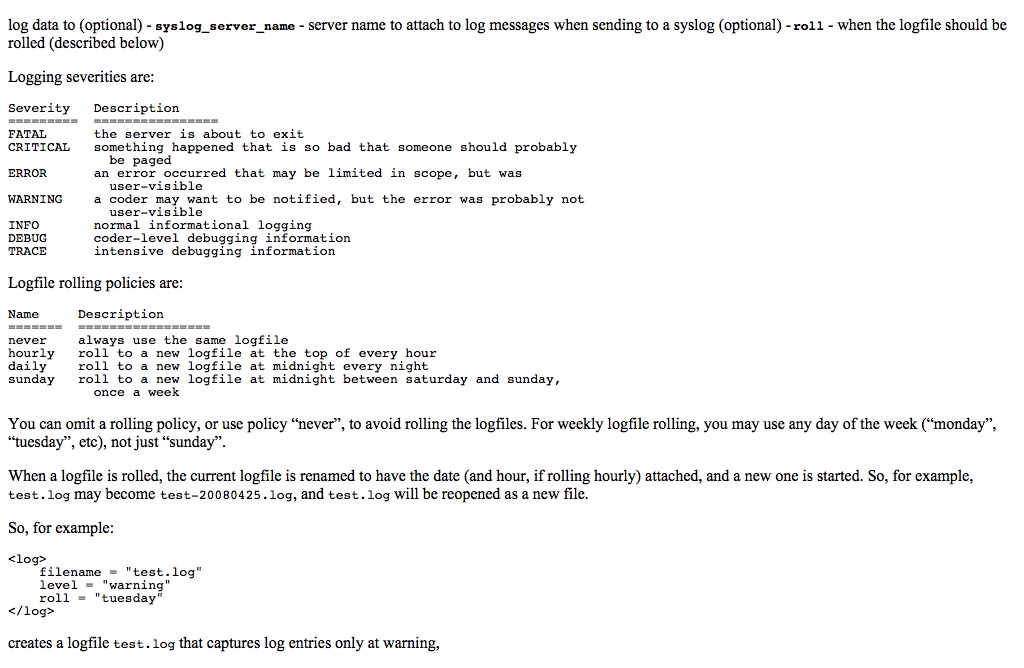 log data to (optional) - syslog_server_name - server name to attach to log messages when sending to a syslog (optional) - roll - when the logfile should be
rolled (described below)
Logging severities are:
Severity Description
========= ================
FATAL the server is about to exit
CRITICAL something happened that is so bad that someone should probably
be paged
ERROR an error occurred that may be limited in scope, but was
user-visible
WARNING a coder may want to be notified, but the error was probably not
user-visible
INFO normal informational logging
DEBUG coder-level debugging information
TRACE intensive debugging information
Logfile rolling policies are:
Name Description
======= =================
never always use the same logfile
hourly roll to a new logfile at the top of every hour
daily roll to a new logfile at midnight every night
sunday roll to a new logfile at midnight between saturday and sunday,
once a week
You can omit a rolling policy, or use policy “never”, to avoid rolling the logfiles. For weekly logfile rolling, you may use any day of the week (“monday”,
“tuesday”, etc), not just “sunday”.
When a logfile is rolled, the current logfile is renamed to have the date (and hour, if rolling hourly) attached, and a new one is started. So, for example,
test.log may become test-20080425.log, and test.log will be reopened as a new file.
So, for example:
<log>
filename = "test.log"
level = "warning"
roll = "tuesday"
</log>
creates a logfile test.log that captures log entries only at warning,